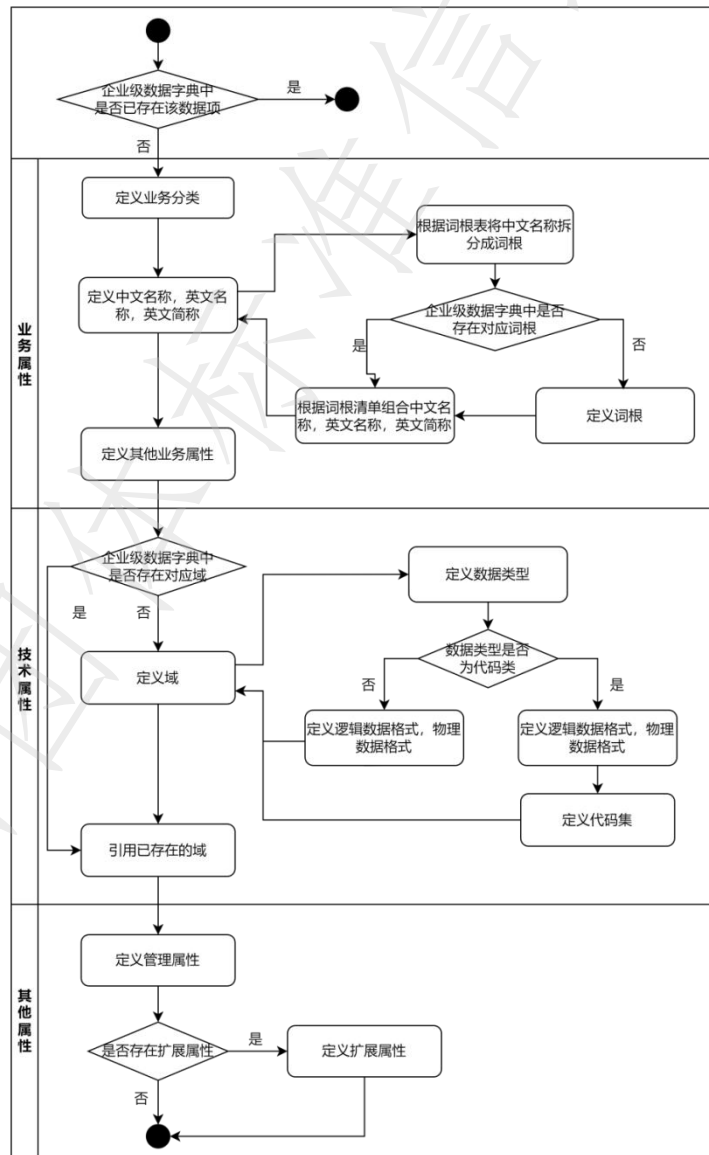 企业级数据字典中
是否已存在该数据项
是
否
业务属性
定义业务分类
根据词根表将中文名称拆
分成词根
定义中文名称，英文名
称，英文简称
企业级数据字典中是否
存在对应词根
是
否
根据词根清单组合中文名
称，英文名称，英文简称
定义词根
定义其他业务属性
技术属性
企业级数据字典中
是否存在对应域
是
否
定义数据类型
定义域
数据类型是否
为代码类
否
是
定义逻辑数据格式，物理
数据格式
定义逻辑数据格式，物理
数据格式
定义代码集
引用已存在的域
其他属性
定义管理属性
是否存在扩展属性
是
定义扩展属性
否
团体标准信